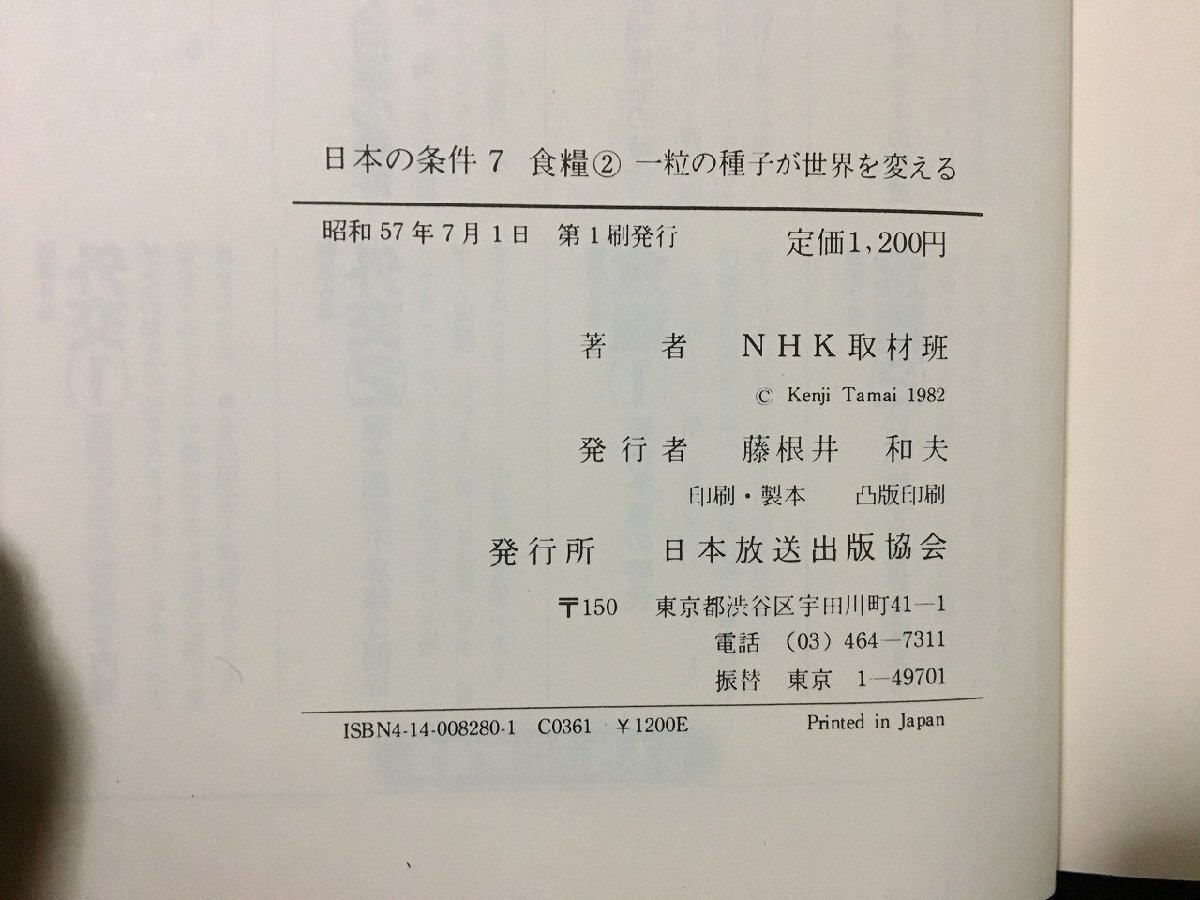 日本の条件7 食糧② 一粒の種子が世界を変える
昭和57年7月1日 第1刷発行 定価1,200円
著者 NHK取材班
© Kenji Tamai 1982
発行者 藤根井 和夫
印刷・製本 凸版印刷
発行所 日本放送出版協会
〒150 東京都渋谷区宇田川町41―1
電話 (03) 464―7311
振替 東京 1―49701
ISBN4-14-008280-1 C0361 ¥1200E Printed in Japan